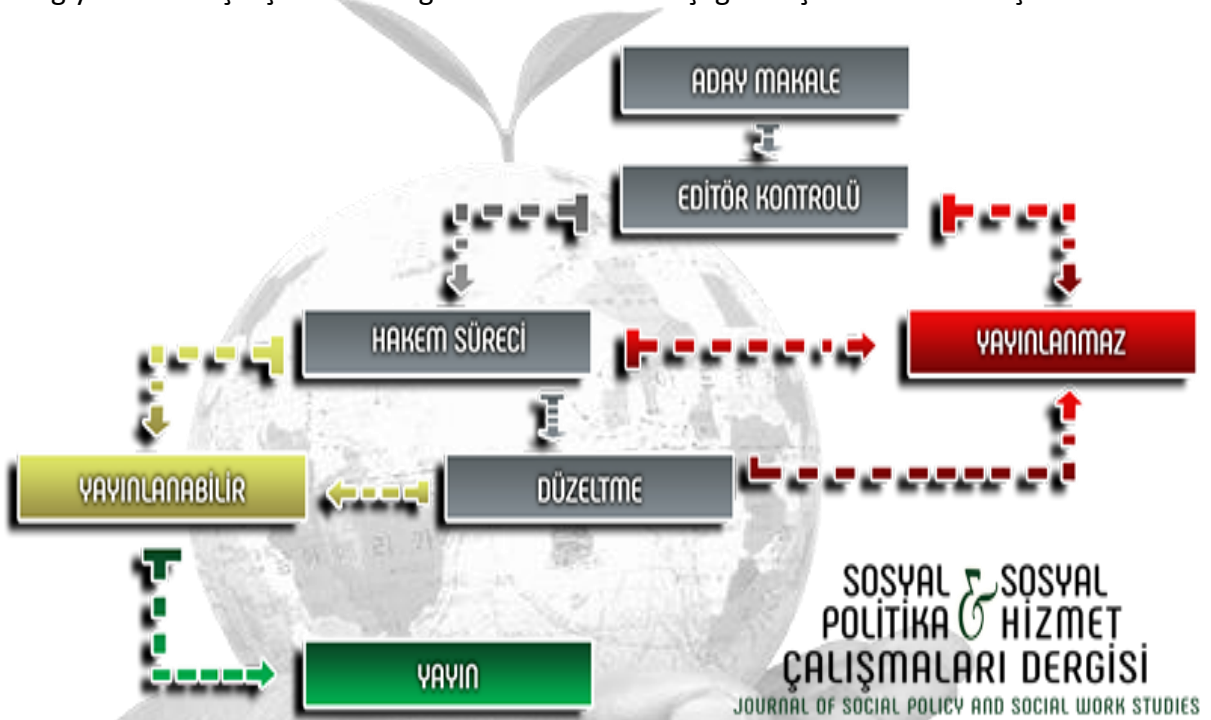 ADAY MAKALE
EDİTÖR KONTROLÜ
HAKEM SÜRECİ
YAYINLANMAZ
YAYINLANABİLİR
DÜZELTME
YAYIN
SOSYAL & SOSYAL
POLİTİKA HİZMET
ÇALIŞMALARI DERGİSİ
JOURNAL OF SOCIAL POLICY AND SOCIAL WORK STUDIES